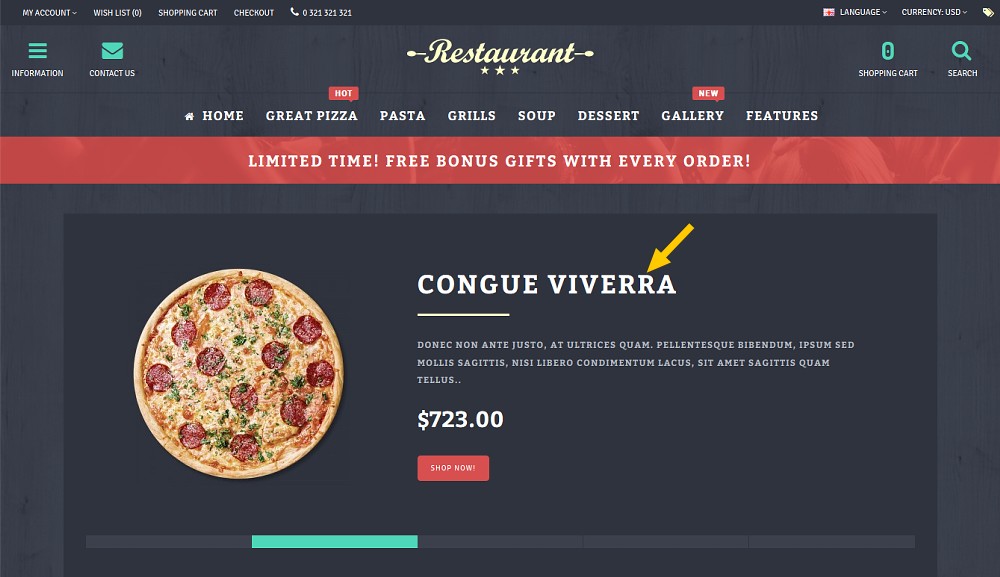 MY ACCOUNT WISH LIST (0) SHOPPING CART CHECKOUT 0 321 321 321 LANGUAGE CURRENCY: USD
Restaurant
INFORMATION CONTACT US 0 SHOPPING CART SEARCH
HOT NEW
HOME GREAT PIZZA PASTA GRILLS SOUP DESSERT GALLERY FEATURES
LIMITED TIME! FREE BONUS GIFTS WITH EVERY ORDER!
CONGUE VIVERRA
DONEC NON ANTE JUSTO, AT ULTRICES QUAM. PELLENTESQUE BIBENDUM, IPSUM SED
MOLLIS SAGITTIS, NISI LIBERO CONDIMENTUM LACUS, SIT AMET SAGITTIS QUAM
TELLUS..
$723.00
SHOP NOW!